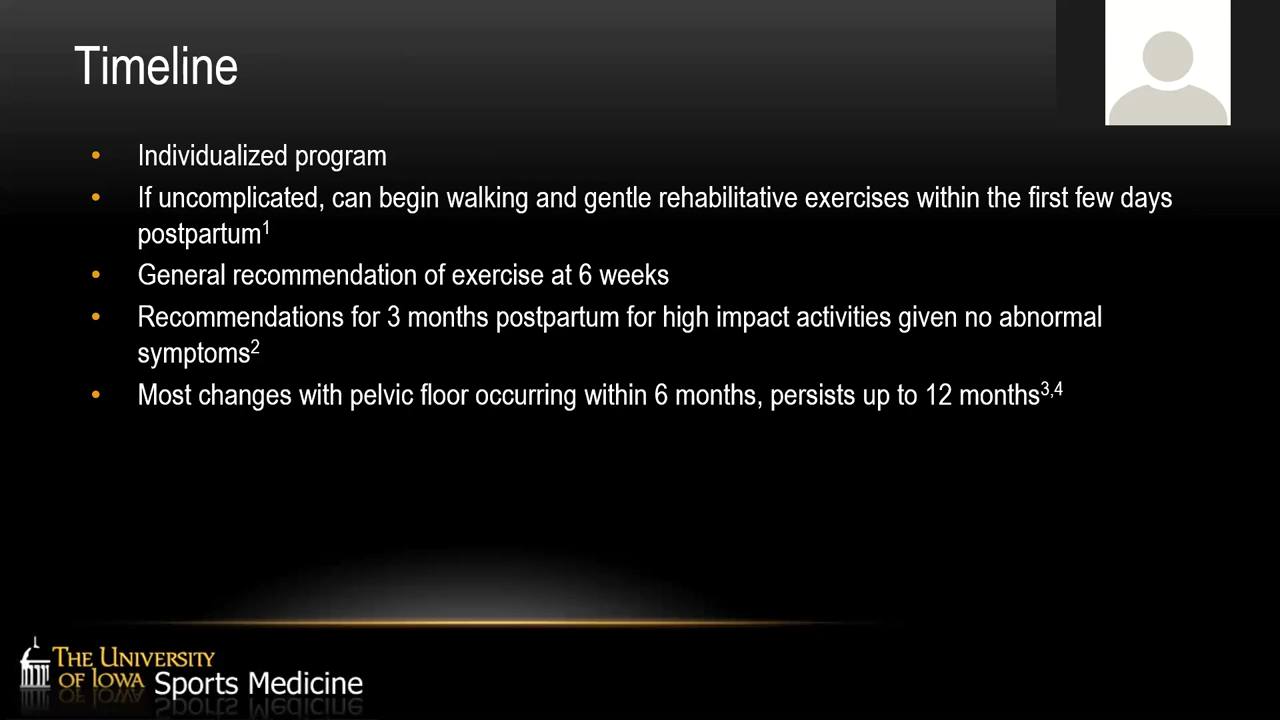 Timeline
• Individualized program
• If uncomplicated, can begin walking and gentle rehabilitative exercises within the first few days
postpartum1
• General recommendation of exercise at 6 weeks
• Recommendations for 3 months postpartum for high impact activities given no abnormal
symptoms2
• Most changes with pelvic floor occurring within 6 months, persists up to 12 months3,4
THE UNIVERSITY
OF IOWA Sports Medicine